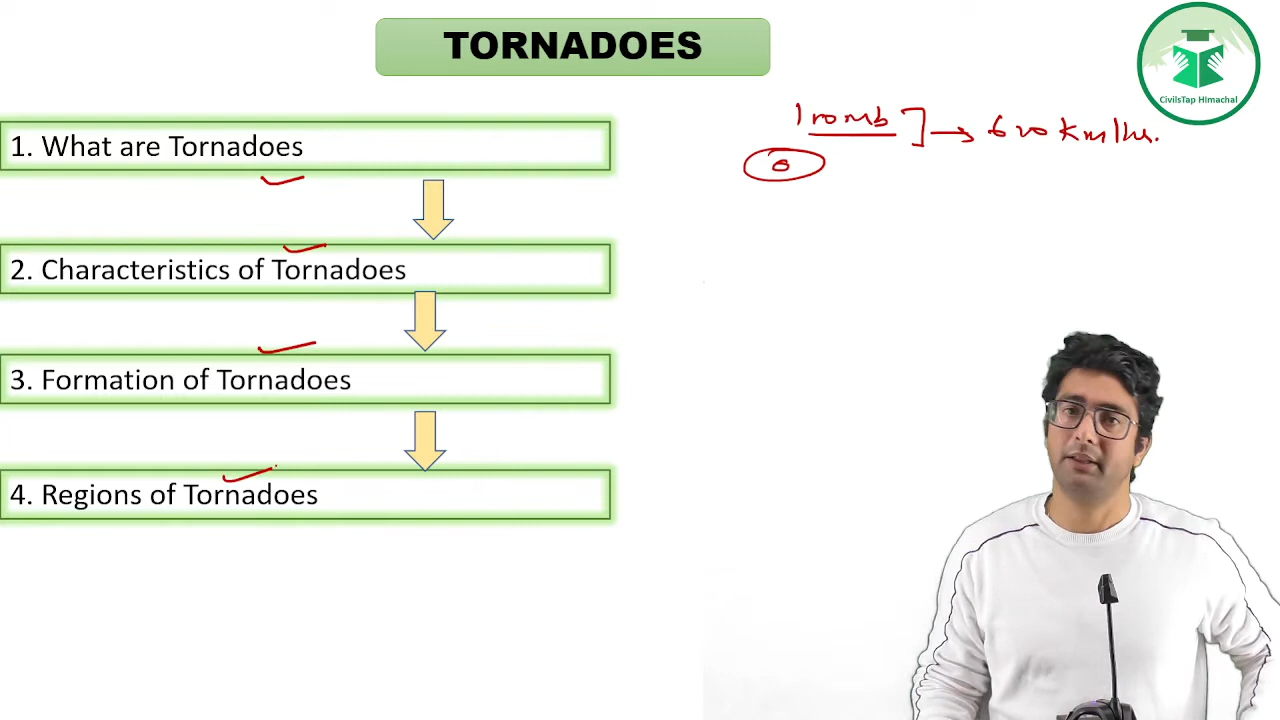 TORNADOES
CivilsTap HImachal
1. What are Tornadoes
2. Characteristics of Tornadoes
3. Formation of Tornadoes
4. Regions of Tornadoes